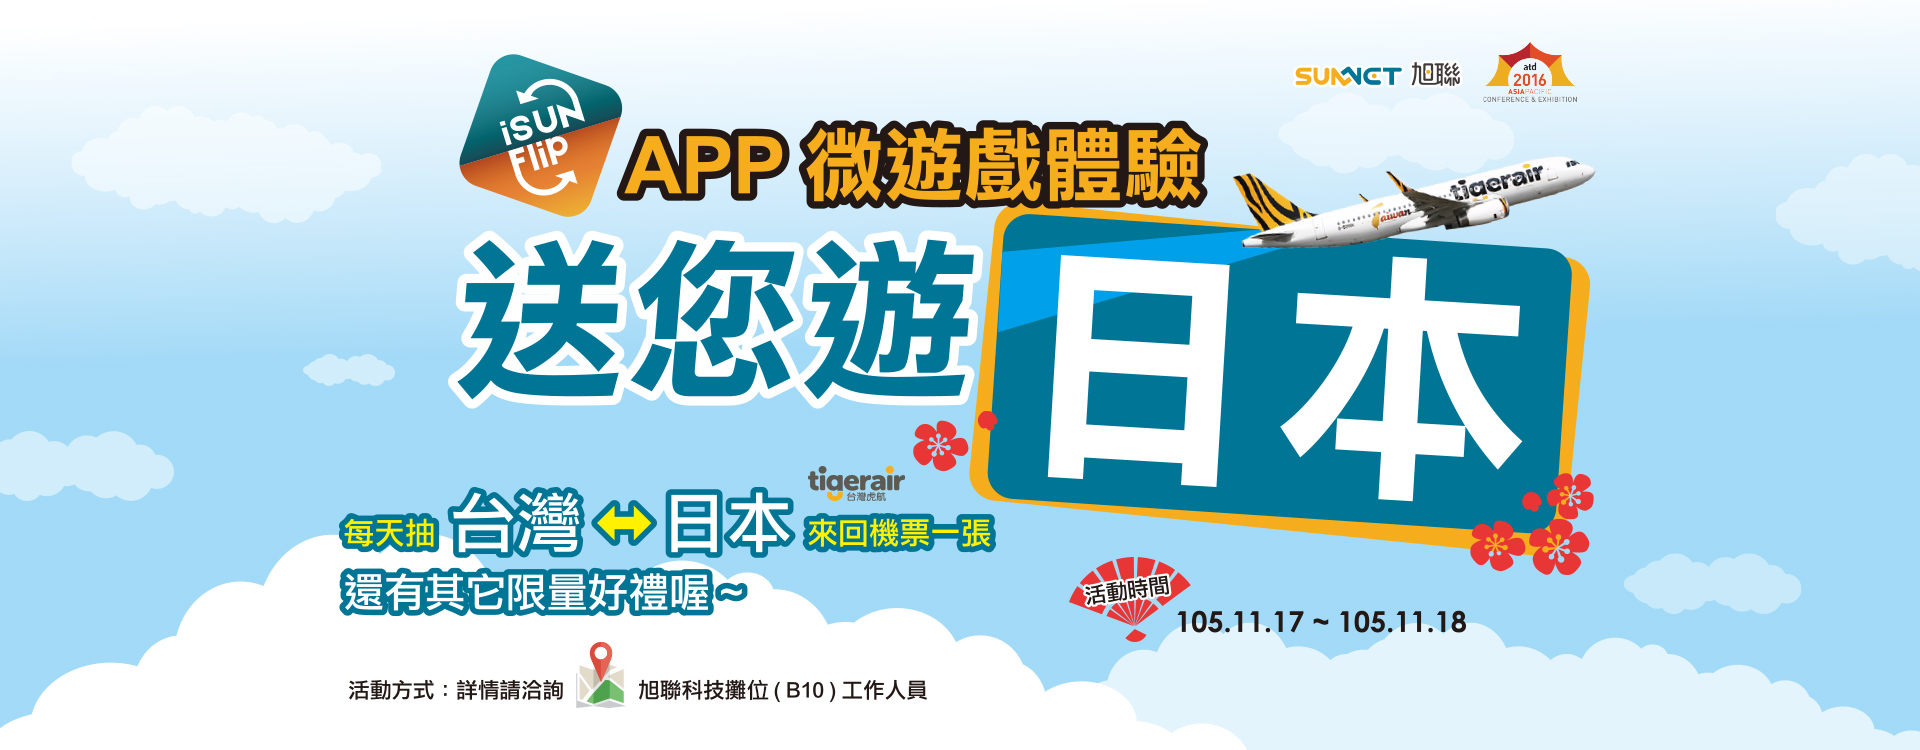 SUNNET 旭聯
atd
2016
ASIAPACIFIC
CONFERENCE & EXHIBITION
iSUN
FLiP
APP 微遊戲體驗
tigerair
taiwan
送您遊日本
tigerair
台灣虎航
每天抽 台灣 ↔ 日本 來回機票一張
還有其它限量好禮喔~
活動時間
105.11.17 ~ 105.11.18
活動方式：詳情請洽詢 旭聯科技攤位 ( B10 ) 工作人員